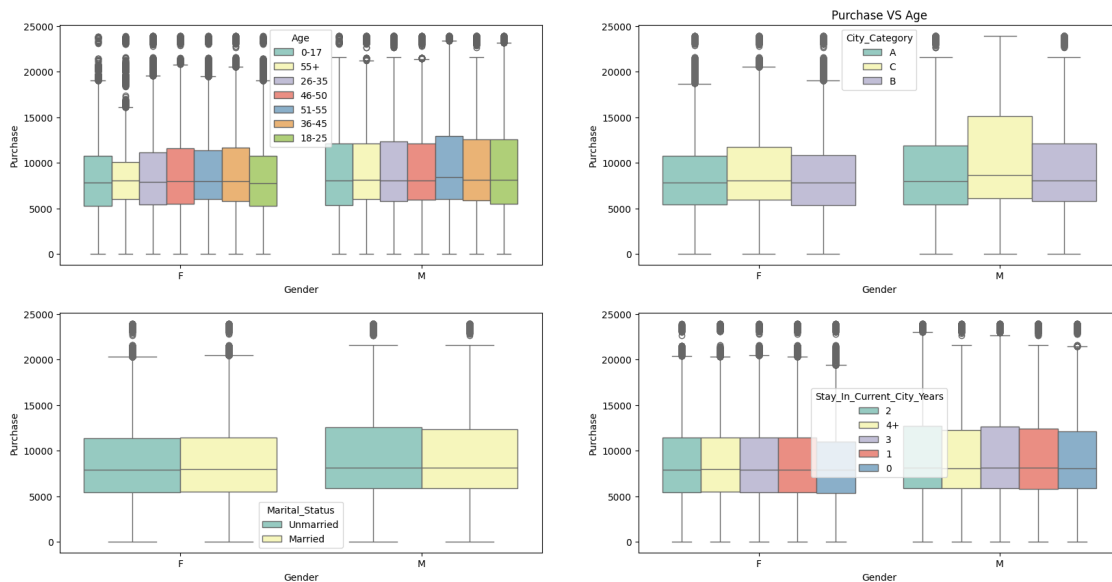 25000
20000
15000
10000
5000
0
Purchase
Age
0-17
55+
26-35
46-50
51-55
36-45
18-25
F
M
Gender
Purchase VS Age
25000
20000
15000
10000
5000
0
Purchase
City_Category
A
C
B
F
M
Gender
25000
20000
15000
10000
5000
0
Purchase
Marital_Status
Unmarried
Married
F
M
Gender
25000
20000
15000
10000
5000
0
Purchase
Stay_In_Current_City_Years
2
4+
3
1
0
F
M
Gender